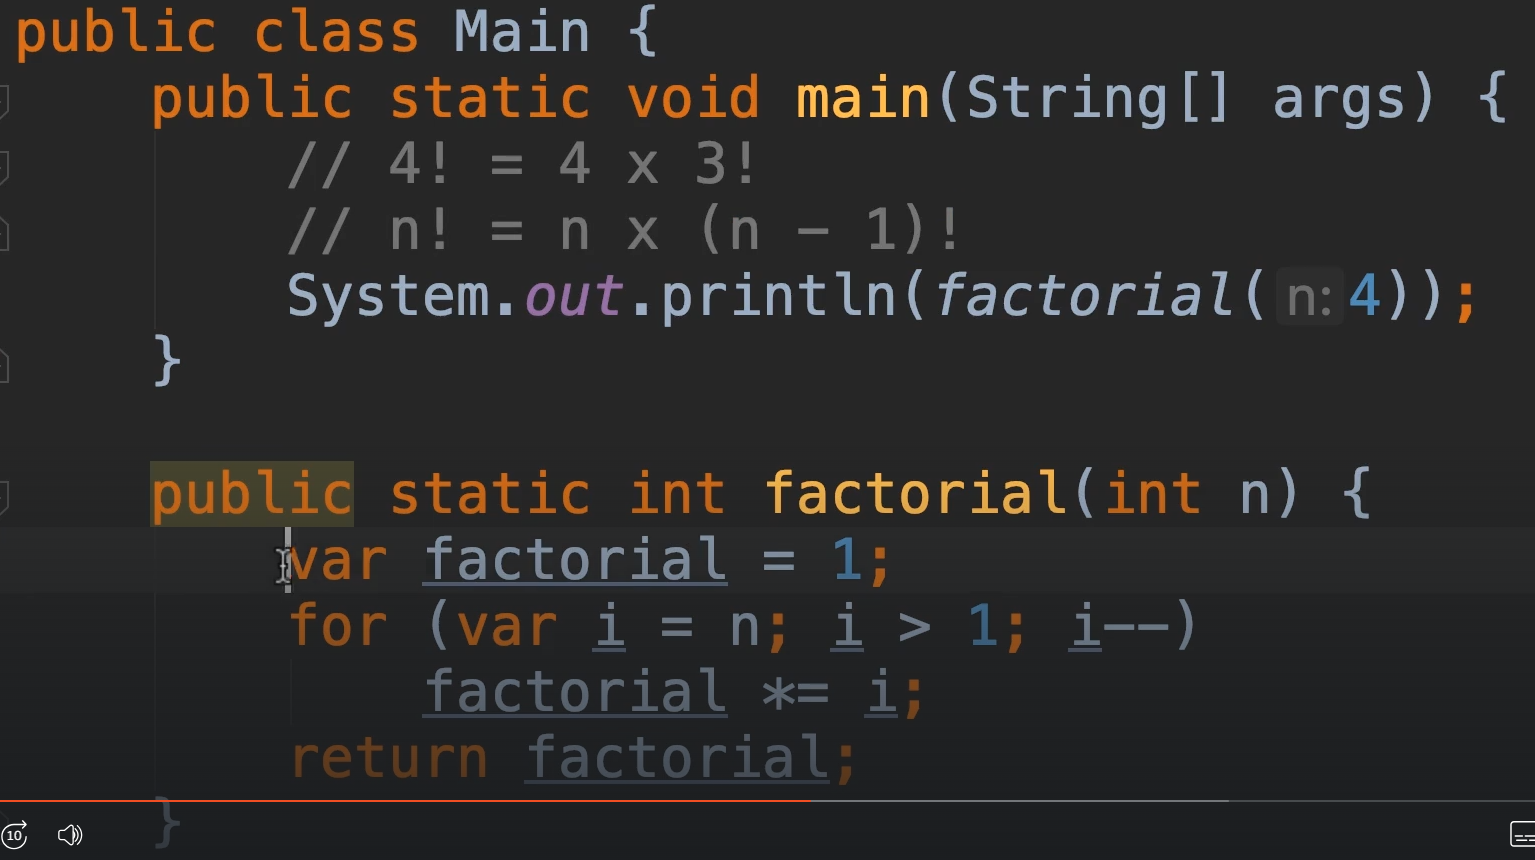 public class Main {
public static void main(String[] args) {
// 4! = 4 x 3!
// n! = n x (n - 1)!
System.out.println(factorial( n: 4));
}
public static int factorial(int n) {
var factorial = 1;
for (var i = n; i > 1; i--)
factorial *= i;
return factorial;
}
10